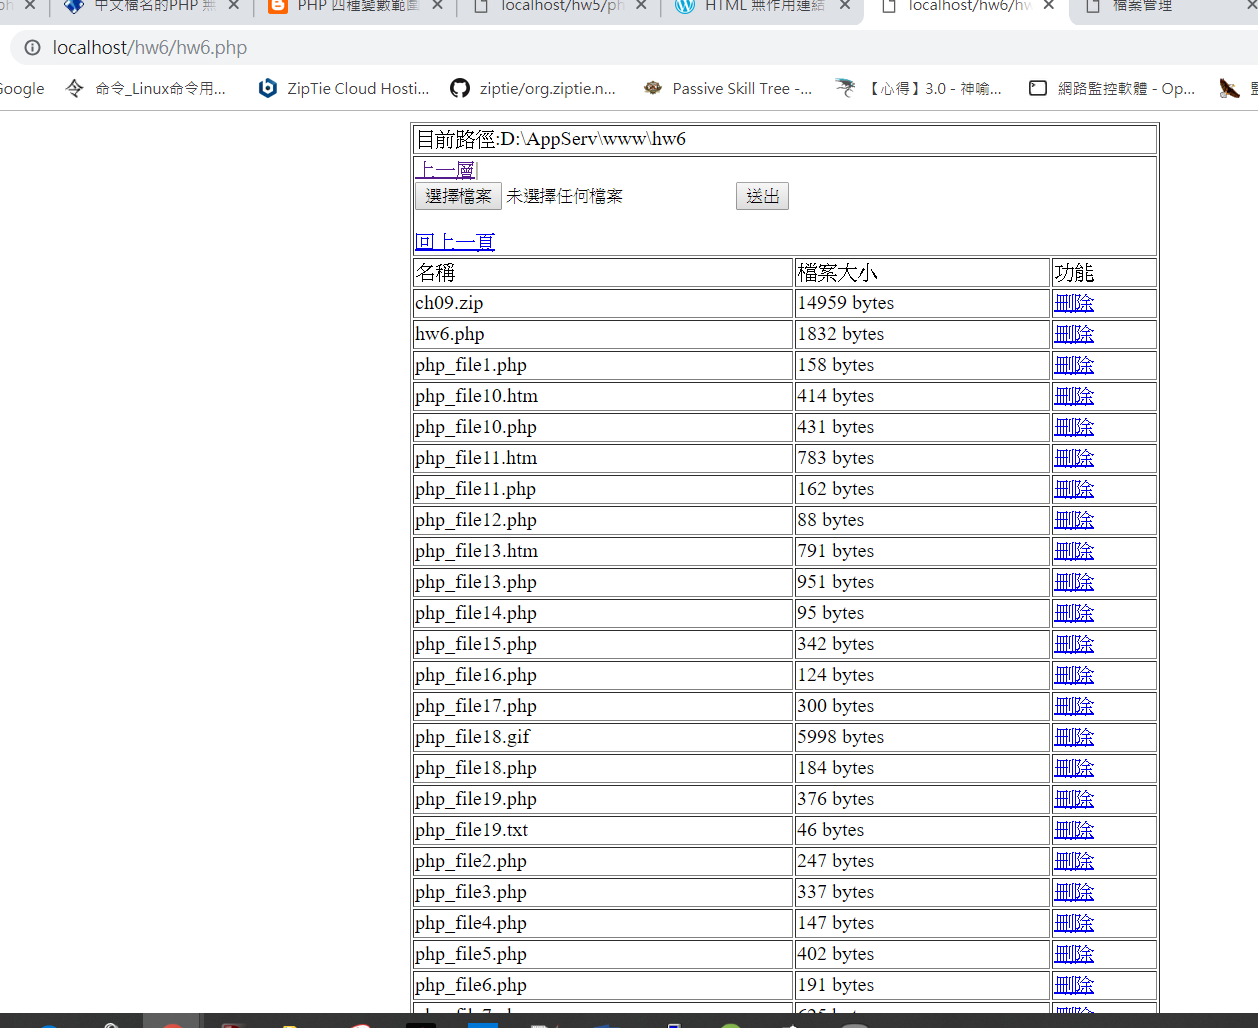 中文檔名的PHP 無
PHP 四種變數範圍
localhost/hw5/ph
HTML 無作用連結
localhost/hw6/hw
檔案管理
localhost/hw6/hw6.php
Google
命令_Linux命令用...
ZipTie Cloud Hosti...
ziptie/org.ziptie.n...
Passive Skill Tree -...
【心得】3.0 - 神喻...
網路監控軟體 - Op...
目前路徑:D:\AppServ\www\hw6
上一層|
選擇檔案 未選擇任何檔案 送出
回上一頁
名稱 檔案大小 功能
ch09.zip 14959 bytes 刪除
hw6.php 1832 bytes 刪除
php_file1.php 158 bytes 刪除
php_file10.htm 414 bytes 刪除
php_file10.php 431 bytes 刪除
php_file11.htm 783 bytes 刪除
php_file11.php 162 bytes 刪除
php_file12.php 88 bytes 刪除
php_file13.htm 791 bytes 刪除
php_file13.php 951 bytes 刪除
php_file14.php 95 bytes 刪除
php_file15.php 342 bytes 刪除
php_file16.php 124 bytes 刪除
php_file17.php 300 bytes 刪除
php_file18.gif 5998 bytes 刪除
php_file18.php 184 bytes 刪除
php_file19.php 376 bytes 刪除
php_file19.txt 46 bytes 刪除
php_file2.php 247 bytes 刪除
php_file3.php 337 bytes 刪除
php_file4.php 147 bytes 刪除
php_file5.php 402 bytes 刪除
php_file6.php 191 bytes 刪除